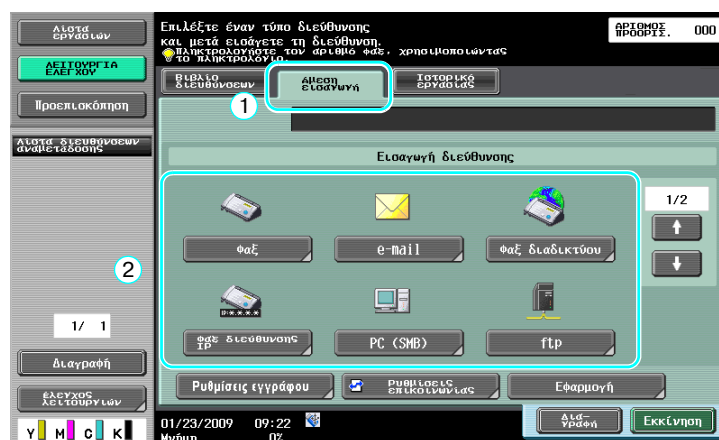 Λίστα
εργασιών
ΛΕΙΤΟΥΡΓΙΑ
ΕΛΕΓΧΟΥ
Προεπισκόπηση
Λίστα διευθύνσεων
αναμετάδοσης
2
1/ 1
Διαγραφή
Έλεγχος
λειτουργιών
Y M C K
Επιλέξτε έναν τύπο διεύθυνσης
και μετά εισάγετε τη διεύθυνση.
Πληκτρολογήστε τον αριθμό φαξ, χρησιμοποιώντας
το πληκτρολόγιο.
ΑΡΙΘΜΟΣ
ΠΡΟΟΡΙΣ. 000
Βιβλίο
διευθύνσεων
Άμεση
εισαγωγή
Ιστορικό
εργασίας
1
Εισαγωγή διεύθυνσης
Φαξ
e-mail
Φαξ διαδικτύου
IP:*.*.*.*
Φαξ διεύθυνσης
IP
PC (SMB)
ftp
1/2
Ρυθμίσεις εγγράφου
Ρυθμίσεις
επικοινωνίας
Εφαρμογή
01/23/2009 09:22
Μνήμη 0%
Δια-
γραφή
Εκκίνηση